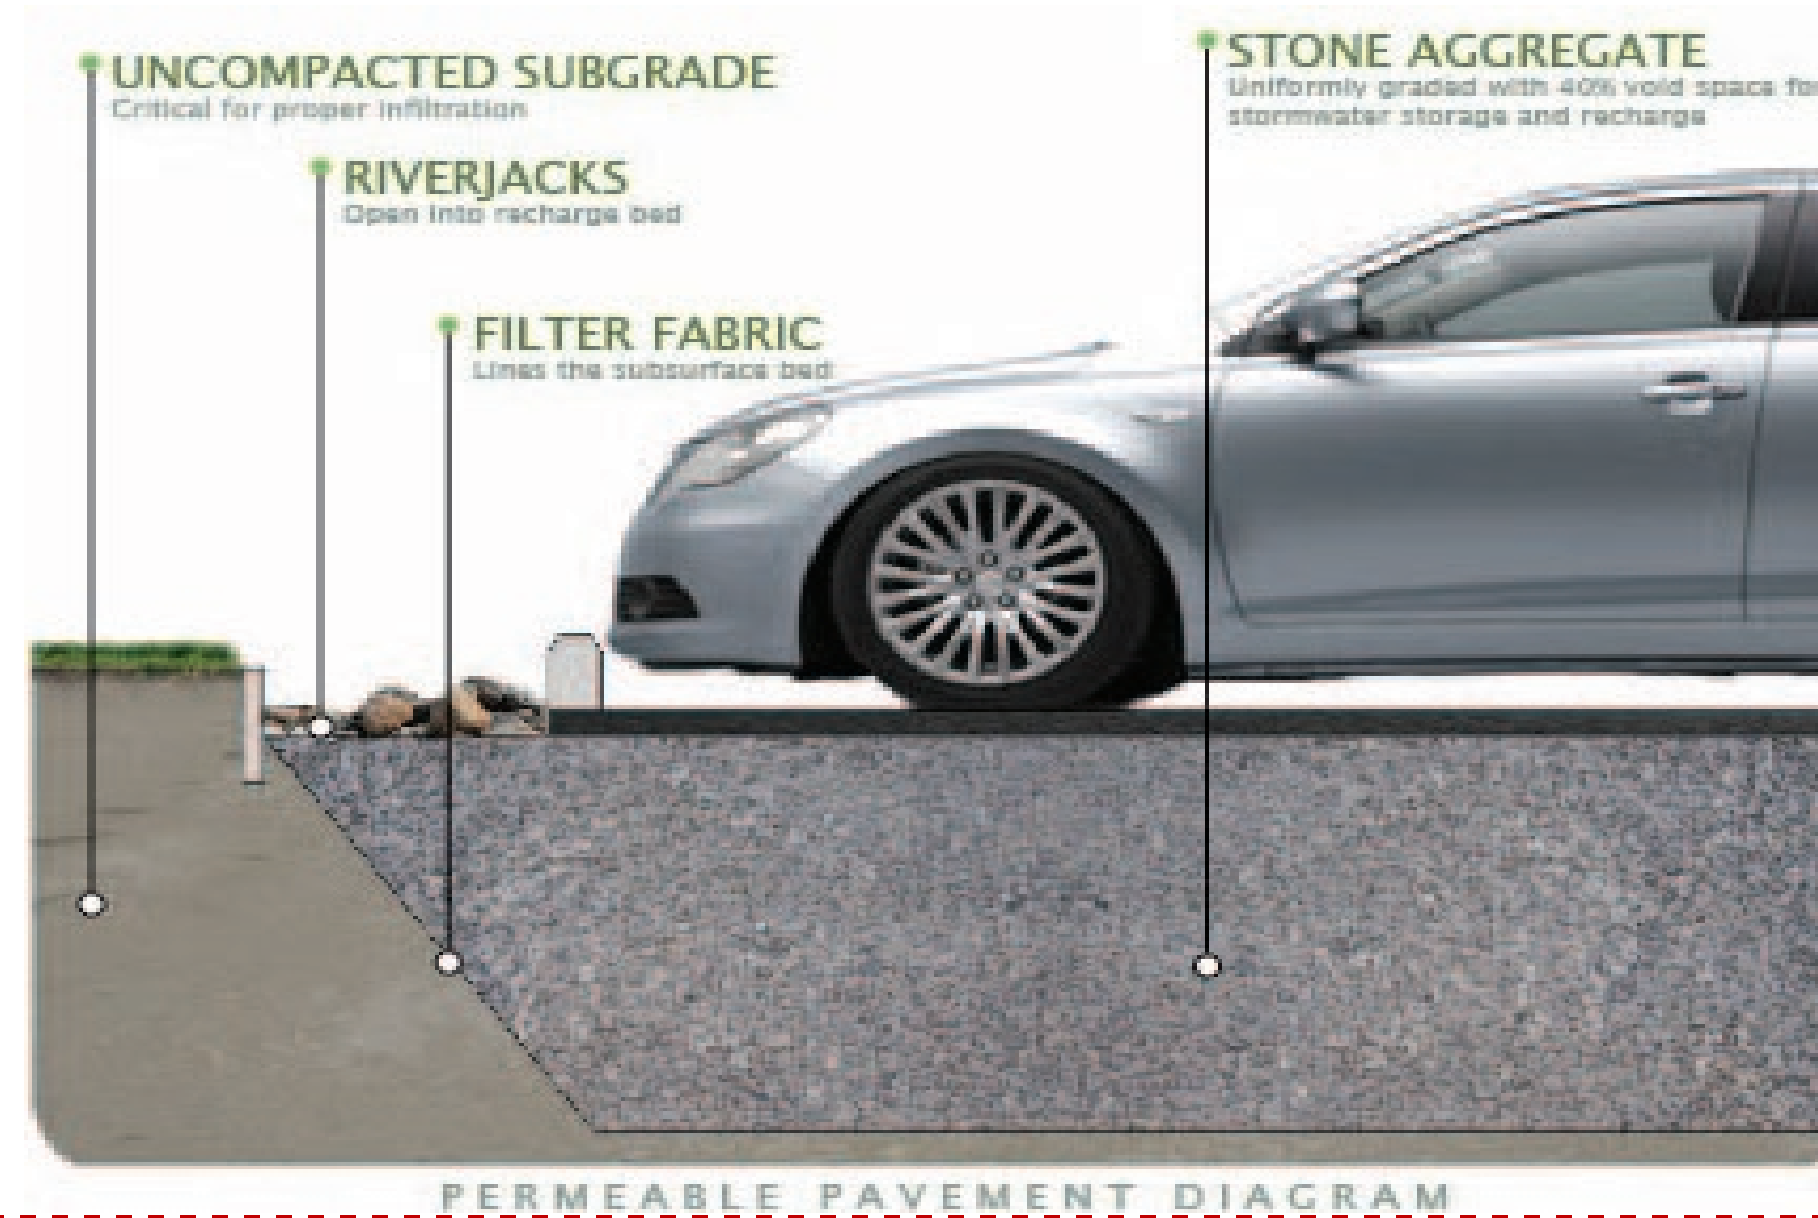 UNCOMPACTED SUBGRADE
Critical for proper infiltration
RIVERJACKS
Open into recharge bed
FILTER FABRIC
Lines the subsurface bed
STONE AGGREGATE
Uniformly graded with 40% void space for
stormwater storage and recharge
PERMEABLE PAVEMENT DIAGRAM